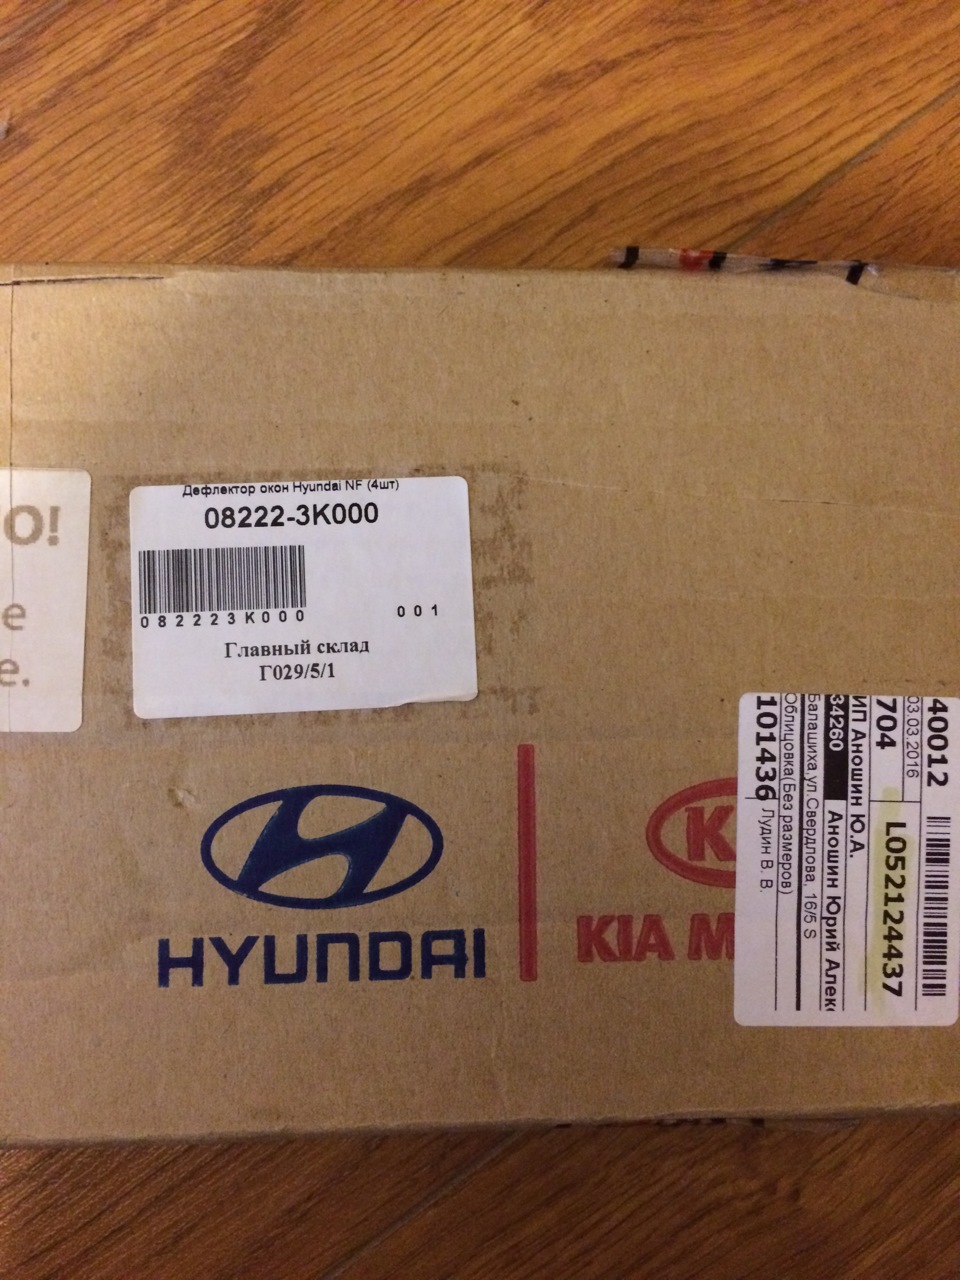 О!
е
е.
Дефлектор окон Hyundai NF (4шт)
08222-3K000
082223K000
001
Главный склад
Г029/5/1
HYUNDAI
KIA M
40012
03.03.2016
704
L052124437
ИП Аношин Ю.А.
34260
Аношин Юрий Алек
Балашиха,ул.Свердлова, 16/5 S
Облицовка(Без размеров)
101436
Лудин В. В.